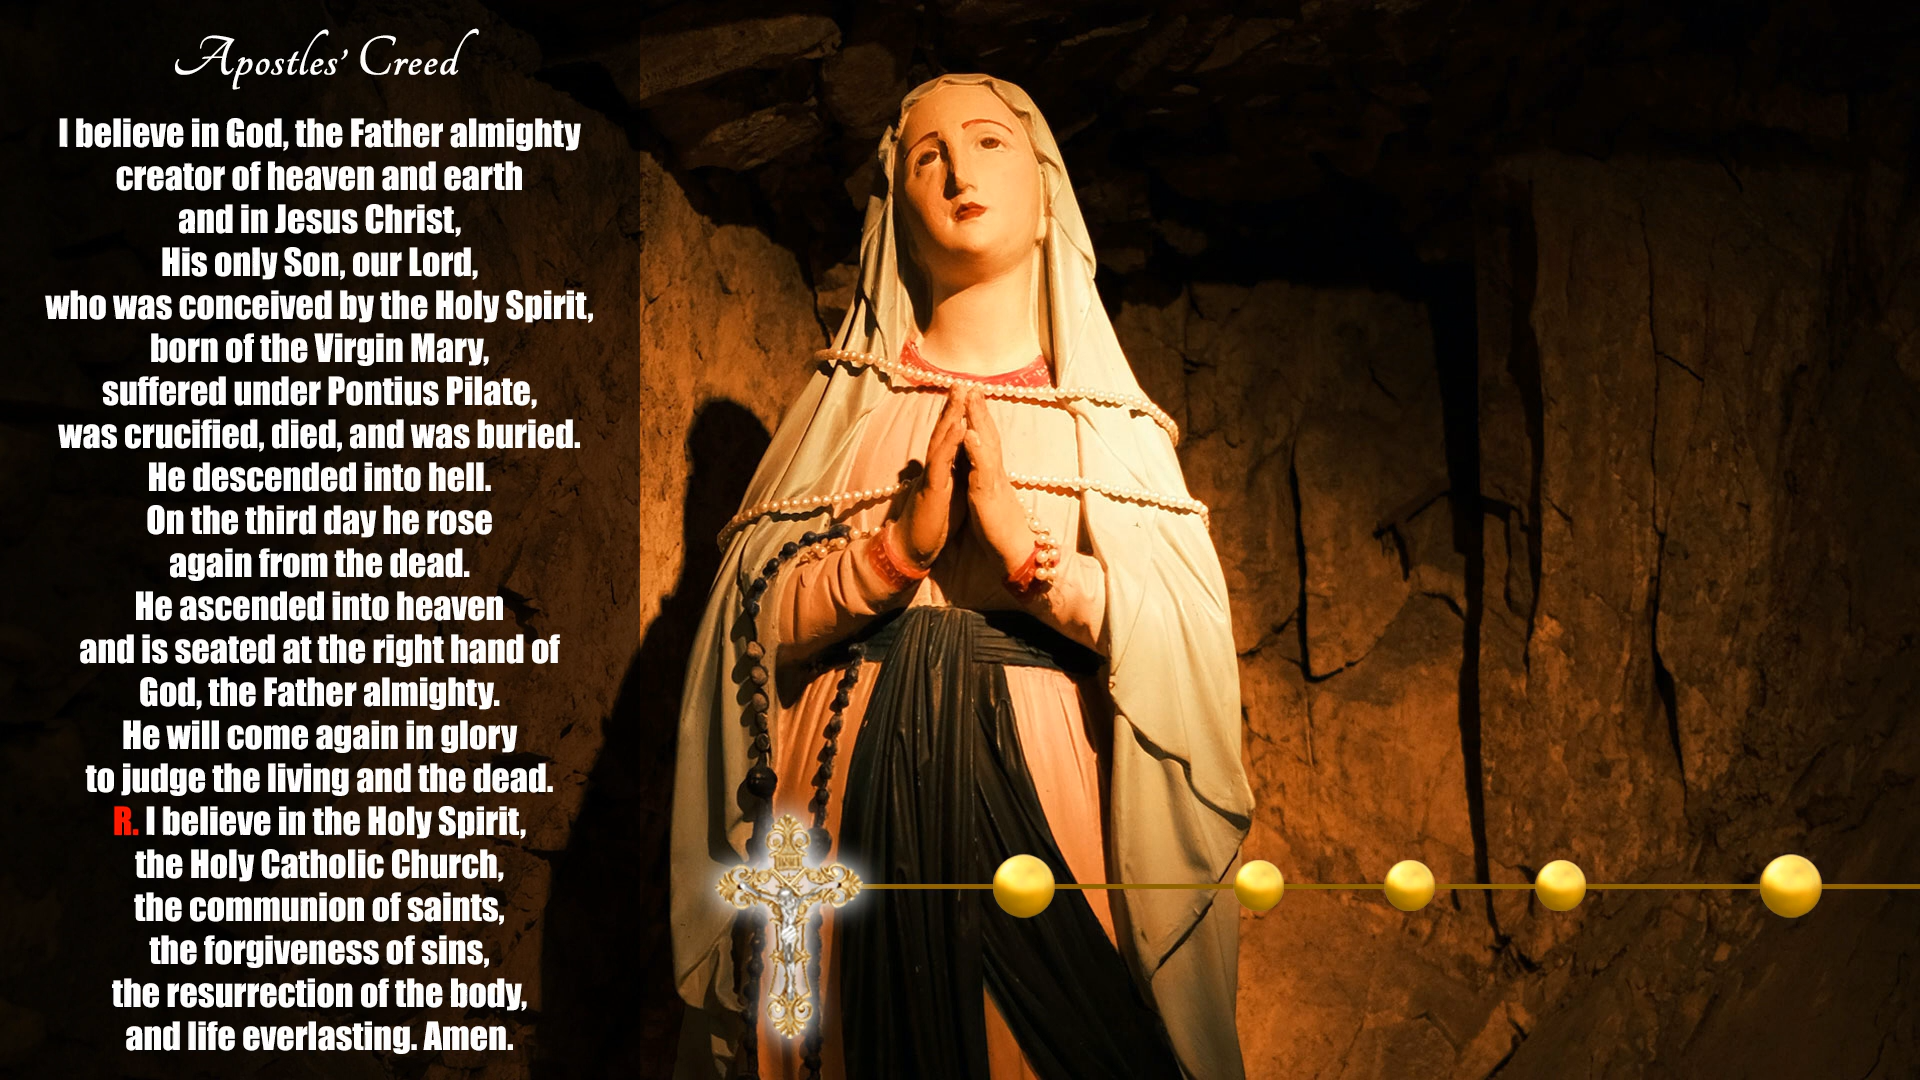 Apostles' Creed
I believe in God, the Father almighty
creator of heaven and earth
and in Jesus Christ,
His only Son, our Lord,
who was conceived by the Holy Spirit,
born of the Virgin Mary,
suffered under Pontius Pilate,
was crucified, died, and was buried.
He descended into hell.
On the third day he rose
again from the dead.
He ascended into heaven
and is seated at the right hand of
God, the Father almighty.
He will come again in glory
to judge the living and the dead.
R. I believe in the Holy Spirit,
the Holy Catholic Church,
the communion of saints,
the forgiveness of sins,
the resurrection of the body,
and life everlasting. Amen.